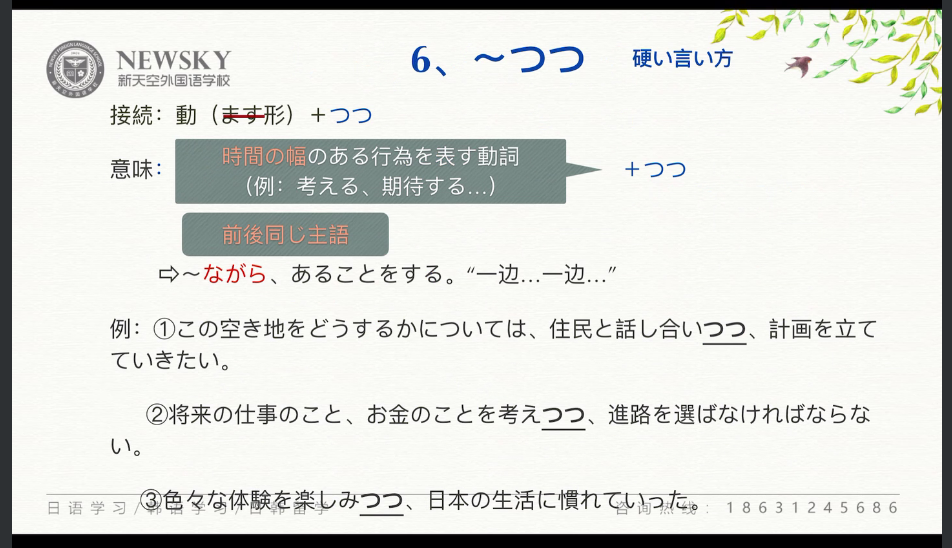 NEWSKY
新天空外国语学校
6、～つつ
硬い言い方
接続：動（ます形）＋つつ
意味：
時間の幅のある行為を表す動詞
（例：考える、期待する…）
＋つつ
前後同じ主語
⇨～ながら、あることをする。“一边…一边…”
例：①この空き地をどうするかについては、住民と話し合いつつ、計画を立て
ていきたい。
②将来の仕事のこと、お金のことを考えつつ、進路を選ばなければならな
い。
③色々な体験を楽しみつつ、日本の生活に慣れていった。
日语学习/韩语学习/日韩留学
咨询热线：18631245686